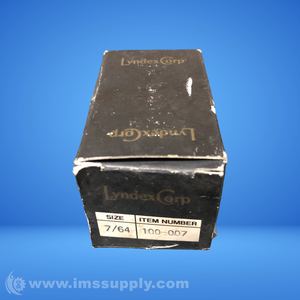 LyndexCorp
LyndexCorp
LyndexCorp
SIZE ITEM NUMBER
7/64 100-007
© www.imssupply.com